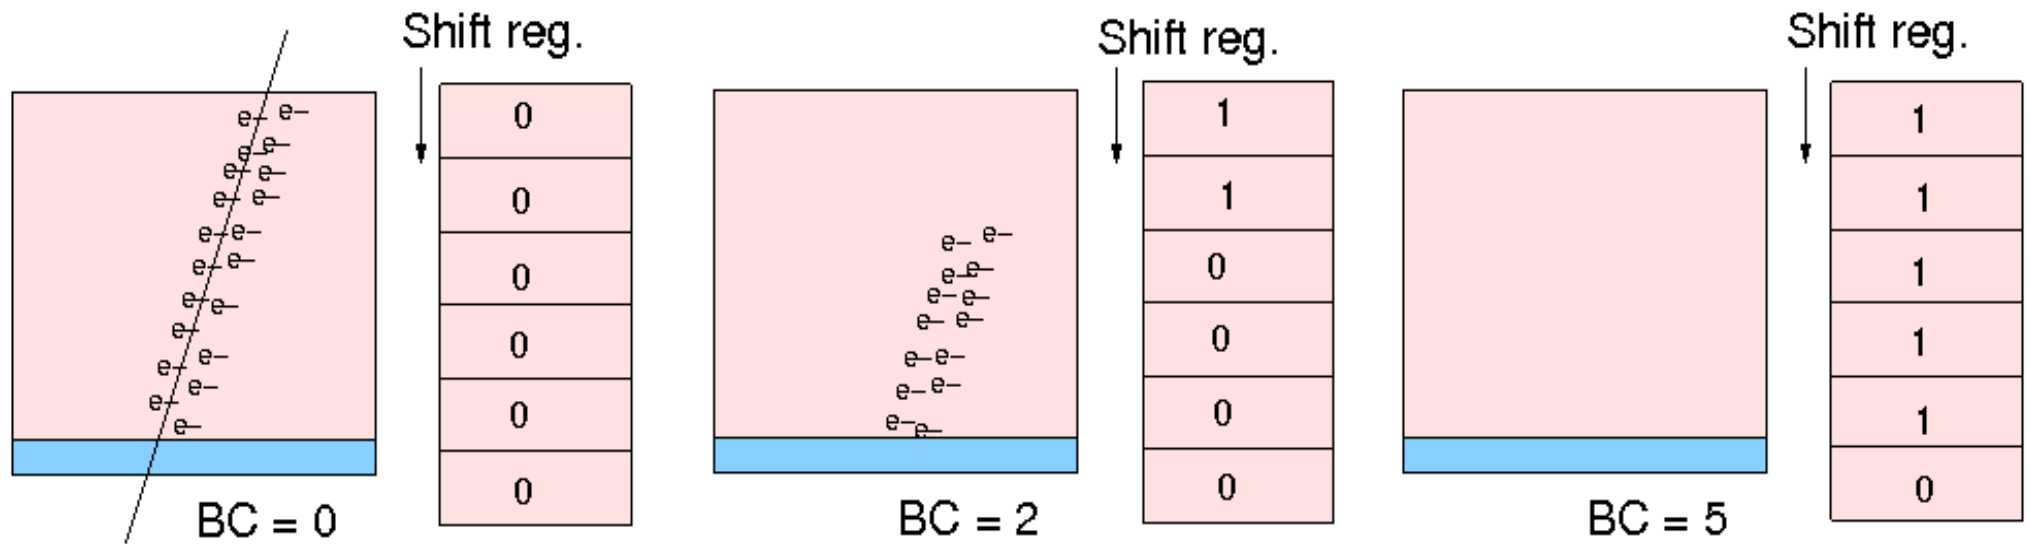 Shift reg.
e– e–
e– e–
e– e–
e– e–
e– e–
e– e–
e– e–
e–
e– e–
e– e–
e–
0
0
0
0
0
0
BC = 0
Shift reg.
e– e–
e– e–
e– e–
e– e–
e– e–
e– e–
e– e–
1
1
0
0
0
0
BC = 2
Shift reg.
1
1
1
1
1
0
BC = 5